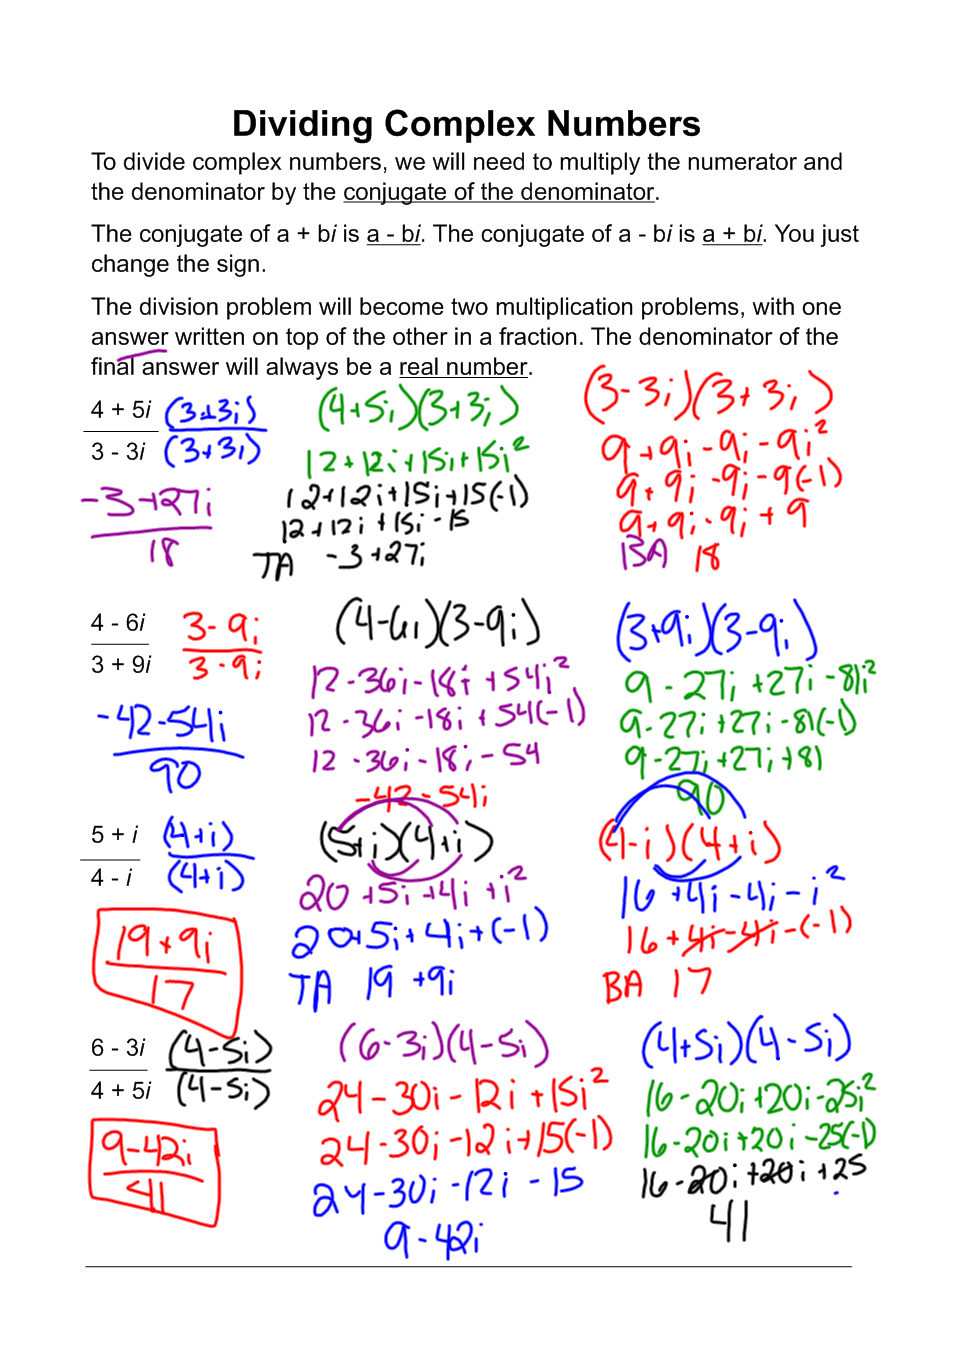 Dividing Complex Numbers
To divide complex numbers, we will need to multiply the numerator and
the denominator by the conjugate of the denominator.
The conjugate of a + bi is a - bi. The conjugate of a - bi is a + bi. You just
change the sign.
The division problem will become two multiplication problems, with one
answer written on top of the other in a fraction. The denominator of the
final answer will always be a real number.
4 + 5i (3+3i)
3 - 3i (3+3i)
-3+27i
18
(4+5i)(3+3i)
12+12i+15i+15i²
12+12i+15i+15(-1)
12+12i+15i-15
TA -3+27i
(3-3i)(3+3i)
9+9i-9i-9i²
9+9i-9i-9(-1)
9+9i-9i+9
BA 18
4 - 6i 3-9i
3 + 9i 3-9i
-42-54i
90
(4-6i)(3-9i)
12-36i-18i+54i²
12-36i-18i+54(-1)
12-36i-18i-54
-42-54i
(3+9i)(3-9i)
9-27i+27i-81i²
9-27i+27i-81(-1)
9-27i+27i+81
90
5 + i (4+i)
4 - i (4+i)
19+9i
17
(5+i)(4+i)
20+5i+4i+i²
20+5i+4i+(-1)
TA 19+9i
(4-i)(4+i)
16+4i-4i-i²
16+4i-4i-(-1)
BA 17
6 - 3i (4-5i)
4 + 5i (4-5i)
9-42i
41
(6-3i)(4-5i)
24-30i-12i+15i²
24-30i-12i+15(-1)
24-30i-12i-15
9-42i
(4+5i)(4-5i)
16-20i+20i-25i²
16-20i+20i-25(-1)
16-20i+20i+25
41